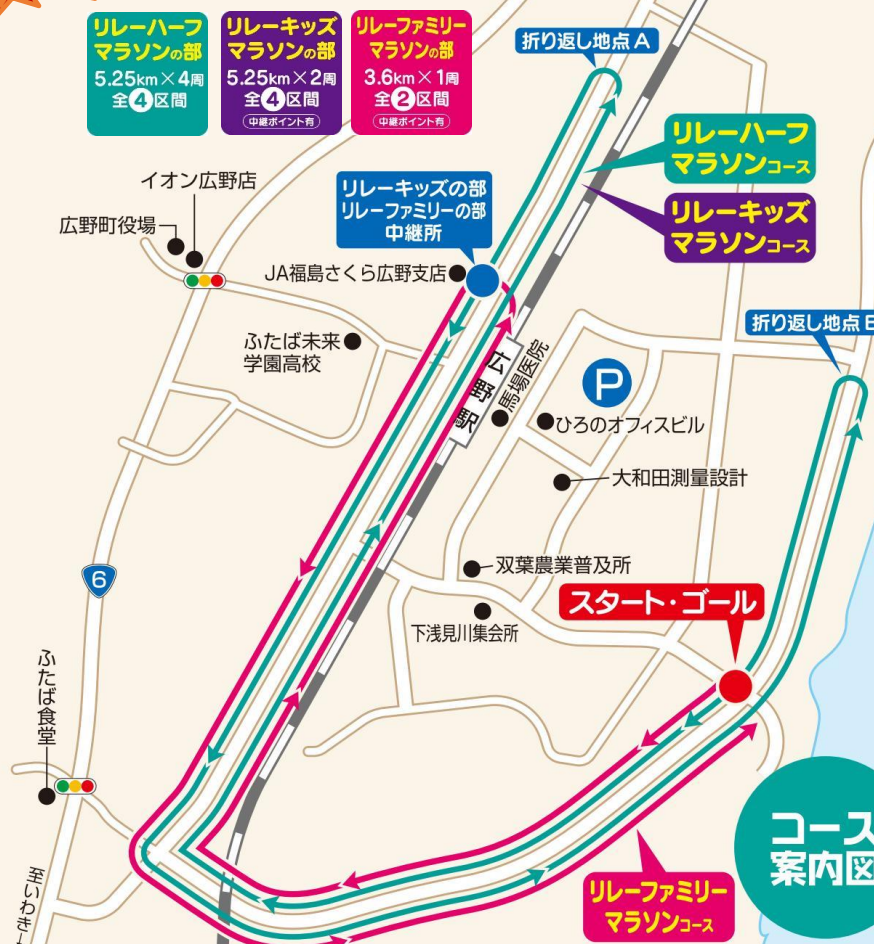 リレーハーフ
マラソンの部
5.25km×4周
全4区間
リレーキッズ
マラソンの部
5.25km×2周
全4区間
中継ポイント有
リレーファミリー
マラソンの部
3.6km×1周
全2区間
中継ポイント有
折り返し地点A
リレーハーフ
マラソンコース
リレーキッズ
マラソンコース
イオン広野店
広野町役場
リレーキッズの部
リレーファミリーの部
中継所
JA福島さくら広野支店
ふたば未来
学園高校
折り返し地点
広野駅
馬場医院
P
ひろのオフィスビル
大和田測量設計
6
双葉農業普及所
スタート・ゴール
下浅見川集会所
ふたば食堂
コース
案内図
リレーファミリー
マラソンコース
至いわき